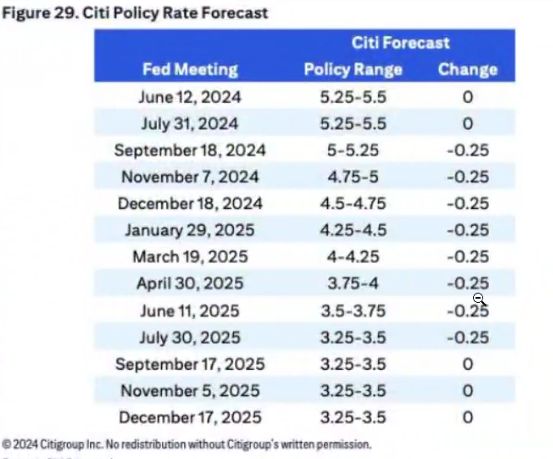 Figure 29. Citi Policy Rate Forecast
Citi Forecast
Fed Meeting Policy Range Change
June 12, 2024 5.25-5.5 0
July 31, 2024 5.25-5.5 0
September 18, 2024 5-5.25 -0.25
November 7, 2024 4.75-5 -0.25
December 18, 2024 4.5-4.75 -0.25
January 29, 2025 4.25-4.5 -0.25
March 19, 2025 4-4.25 -0.25
April 30, 2025 3.75-4 -0.25
June 11, 2025 3.5-3.75 -0.25
July 30, 2025 3.25-3.5 -0.25
September 17, 2025 3.25-3.5 0
November 5, 2025 3.25-3.5 0
December 17, 2025 3.25-3.5 0
© 2024 Citigroup Inc. No redistribution without Citigroup's written permission.